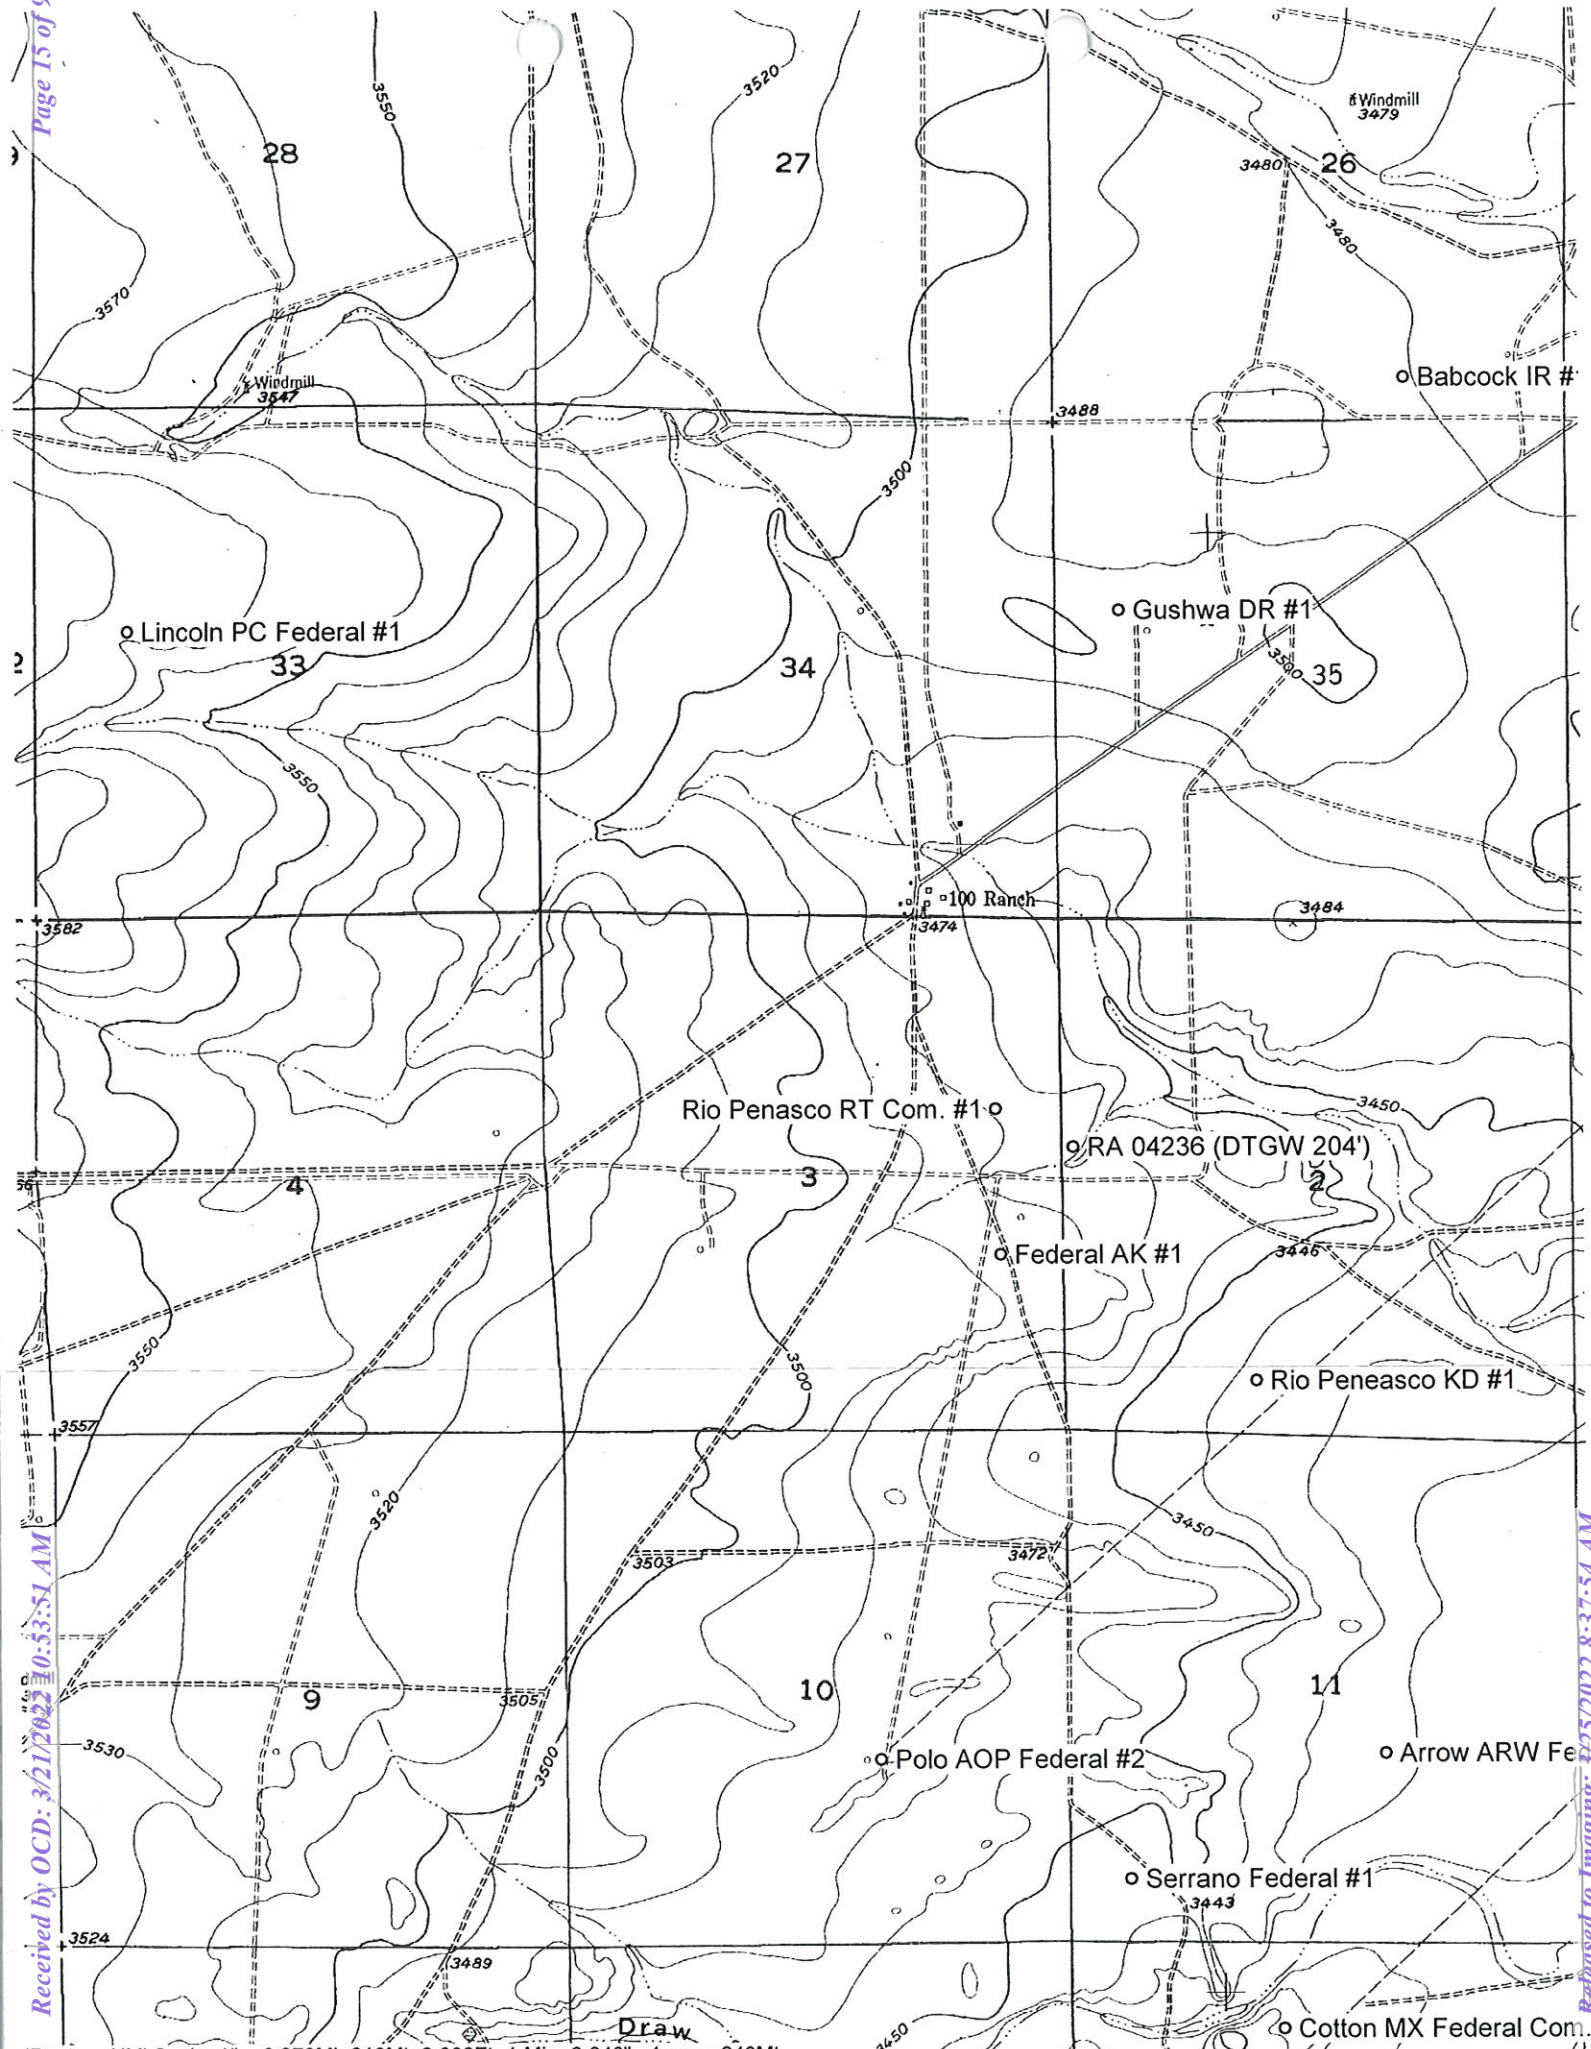 Page 15 of
3550
3520
Windmill
3479
28
27
3480
26
3480
3570
Windmill
3547
Babcock IR #
3488
3500
Gushwa DR #1
Lincoln PC Federal #1
33
34
3500
35
3550
100 Ranch
3582
3474
3484
Rio Penasco RT Com. #1
3450
RA 04236 (DTGW 204')
4
3
2
Federal AK #1
3446
3550
3500
Rio Peneasco KD #1
3557
3520
3450
3503
3472
9
3505
10
11
3530
3500
Polo AOP Federal #2
Arrow ARW Fe
Serrano Federal #1
3443
3524
3489
Draw
3450
Cotton MX Federal Com.
Received by OCD: 3/21/2022 10:53:51 AM